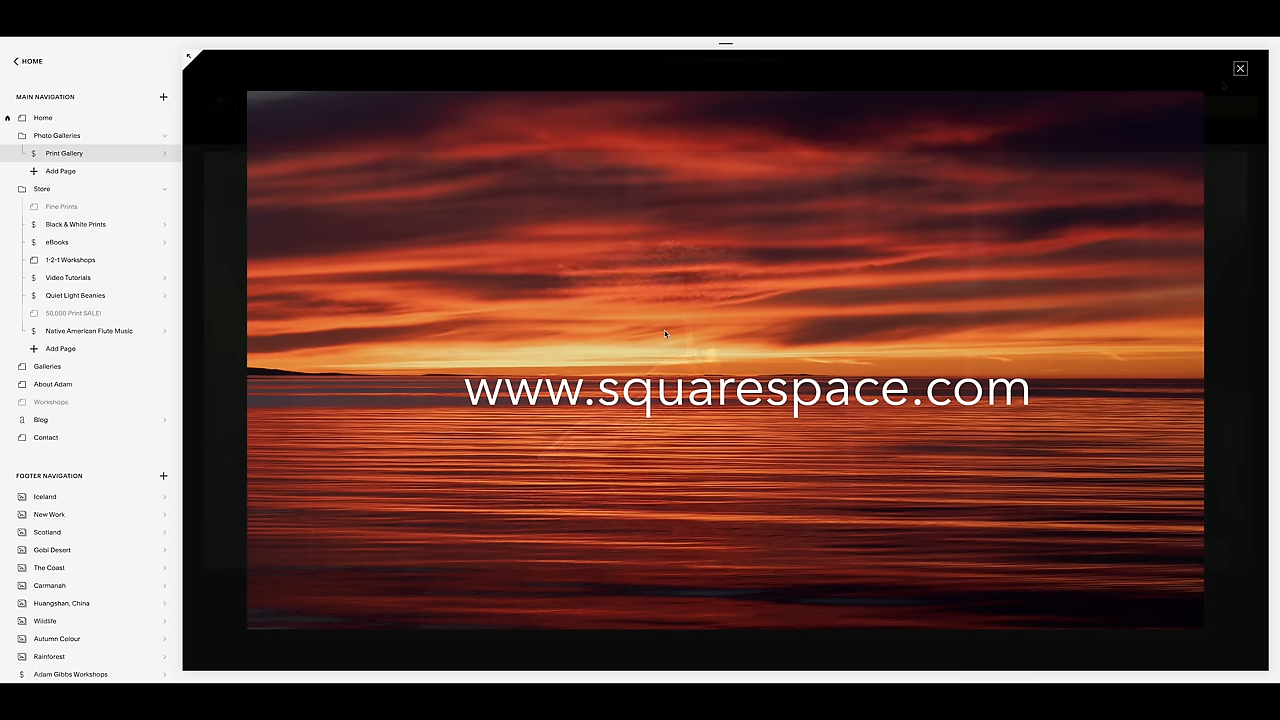 HOME
MAIN NAVIGATION
Home
Photo Galleries
Print Gallery
Add Page
Store
Fine Prints
Black & White Prints
eBooks
1-2-1 Workshops
Video Tutorials
Quiet Light Beanies
50,000 Print SALE!
Native American Flute Music
Add Page
Galleries
About Adam
Workshops
Blog
Contact
FOOTER NAVIGATION
Iceland
New Work
Scotland
Gobi Desert
The Coast
Carmanah
Huangshan, China
Wildlife
Autumn Colour
Rainforest
Adam Gibbs Workshops
www.squarespace.com